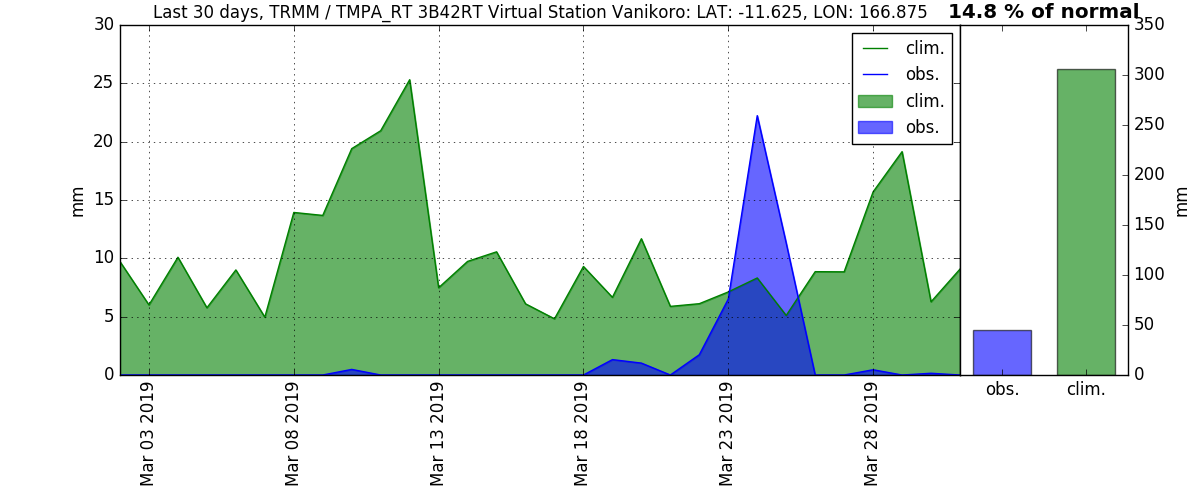 Last 30 days, TRMM / TMPA_RT 3B42RT Virtual Station Vanikoro: LAT: -11.625, LON: 166.875
14.8 % of normal
30
25
20
15
10
5
0
mm
clim.
obs.
clim.
obs.
Mar 03 2019
Mar 08 2019
Mar 13 2019
Mar 18 2019
Mar 23 2019
Mar 28 2019
350
300
250
200
150
100
50
0
mm
obs.
clim.